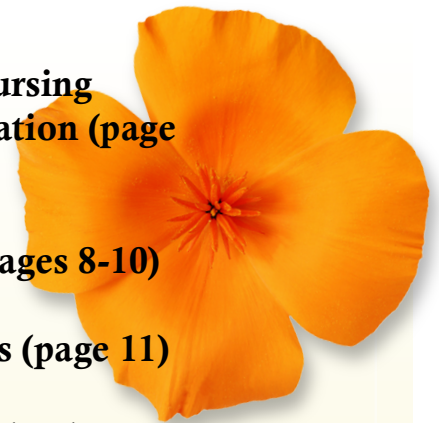 ursing
ation (page
ages 8-10)
s (page 11)